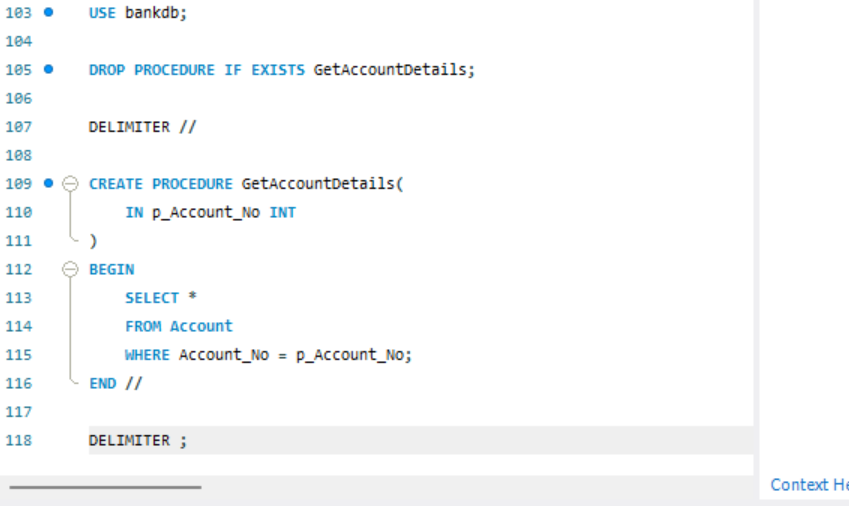 103 USE bankdb;
104
105 DROP PROCEDURE IF EXISTS GetAccountDetails;
106
107 DELIMITER //
108
109 CREATE PROCEDURE GetAccountDetails(
110 IN p_Account_No INT
111 )
112 BEGIN
113 SELECT *
114 FROM Account
115 WHERE Account_No = p_Account_No;
116 END //
117
118 DELIMITER ;
Context He